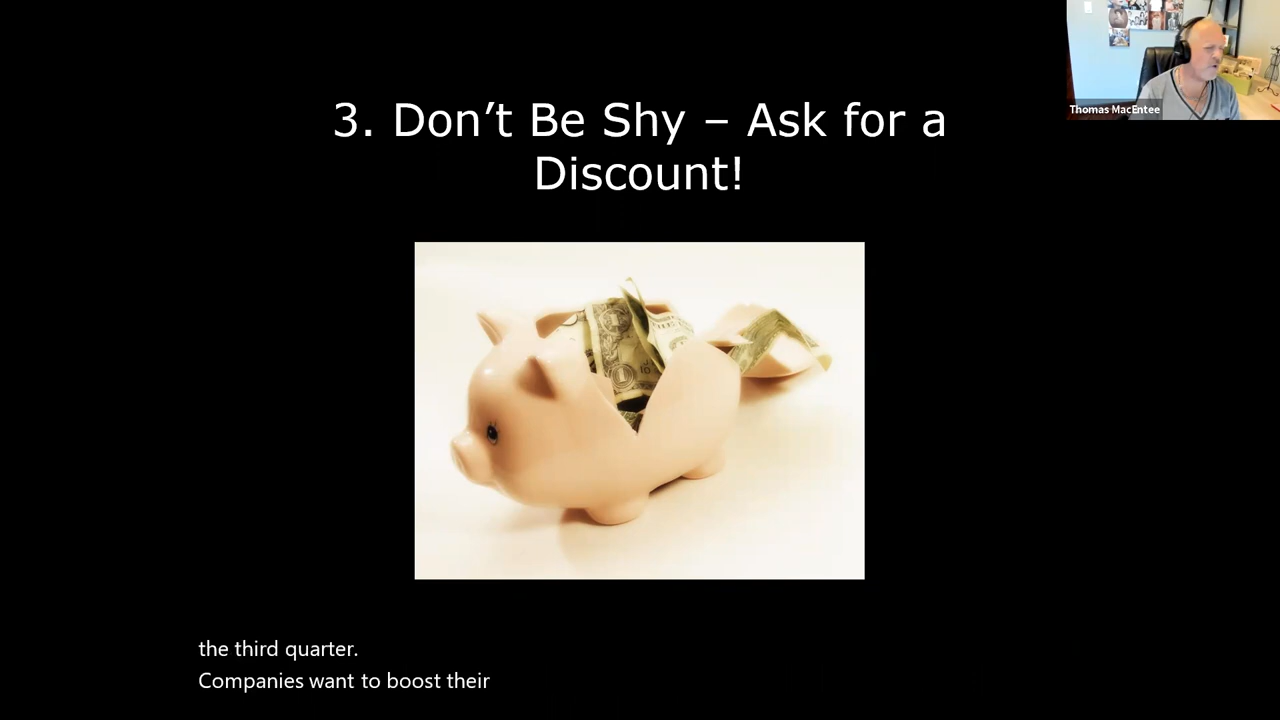 3. Don’t Be Shy – Ask for a
Discount!
Thomas MacEntee
the third quarter.
Companies want to boost their